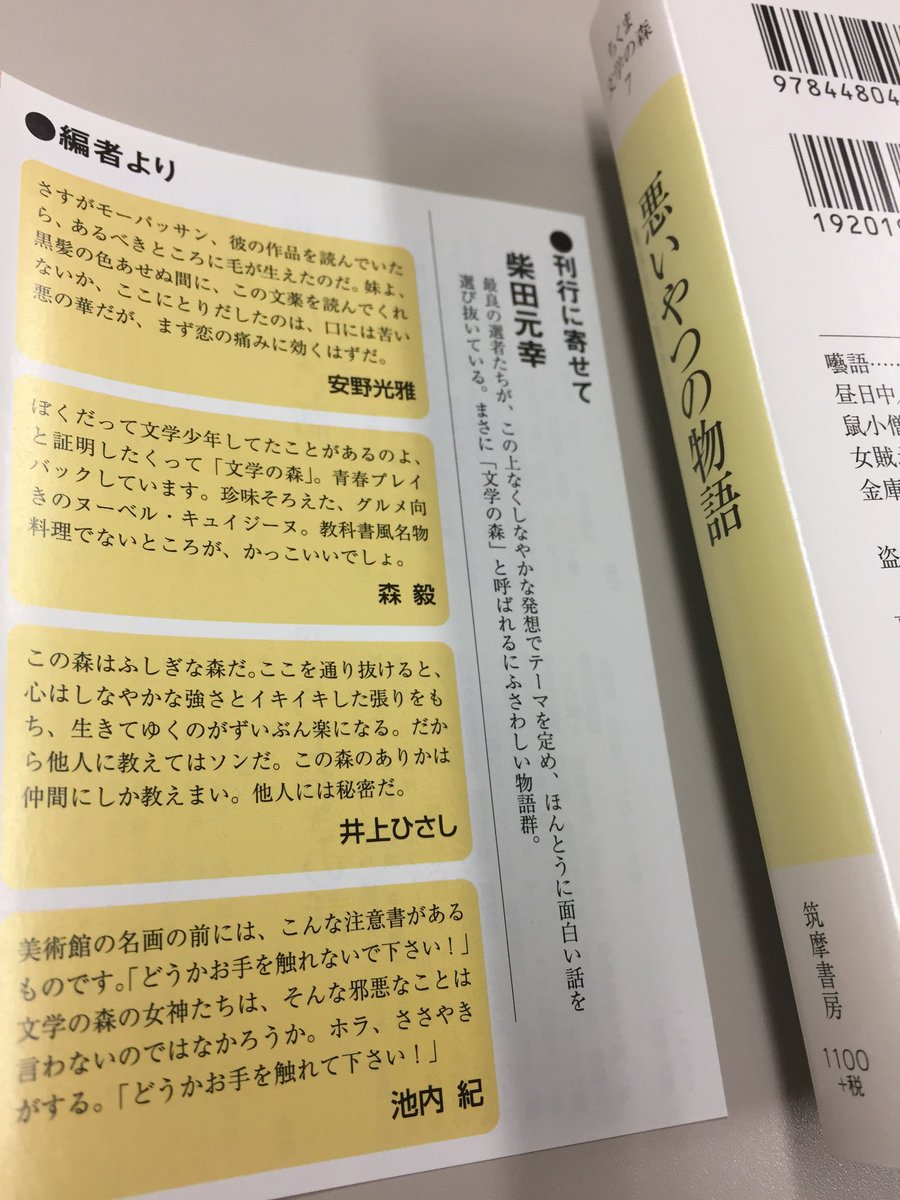 ●編者より
さすがモーパッサン、彼の作品を読んでいた
ら、あるべきところに毛が生えたのだ。妹よ、
黒髪の色あせぬ間に、この文薬を読んでくれ
ないか、ここにとりだしたのは、口には苦い
悪の華だが、まず恋の痛みに効くはずだ。
安野光雅
ぼくだって文学少年してたことがあるのよ、
と証明したくって「文学の森」。青春プレイ
バックしています。珍味そろえた、グルメ向
きのヌーベル・キュイジーヌ。教科書風名物
料理でないところが、かっこいいでしょ。
森 毅
この森はふしぎな森だ。ここを通り抜けると、
心はしなやかな強さとイキイキした張りをも
ち、生きてゆくのがずいぶん楽になる。だか
ら他人に教えてはソンだ。この森のありかは
仲間にしか教えまい。他人には秘密だ。
井上ひさし
美術館の名画の前には、こんな注意書がある
ものです。「どうかお手を触れないで下さい!」
文学の森の女神たちは、そんな邪悪なことは
言わないのではなかろうか。ホラ、ささやき
がする。「どうかお手を触れて下さい!」
池内 紀
●刊行に寄せて
柴田元幸
最良の選者たちが、この上なくしなやかな発想でテーマを定め、ほんとうに面白い話を
選び抜いている。まさに「文学の森」と呼ばれるにふさわしい物語群。
ちくま
文学の森
7
悪いやつの物語
筑摩書房
1100
+税
97844804
192019
囈語……
昼日中
鼠小僧
女賊
金庫
盗